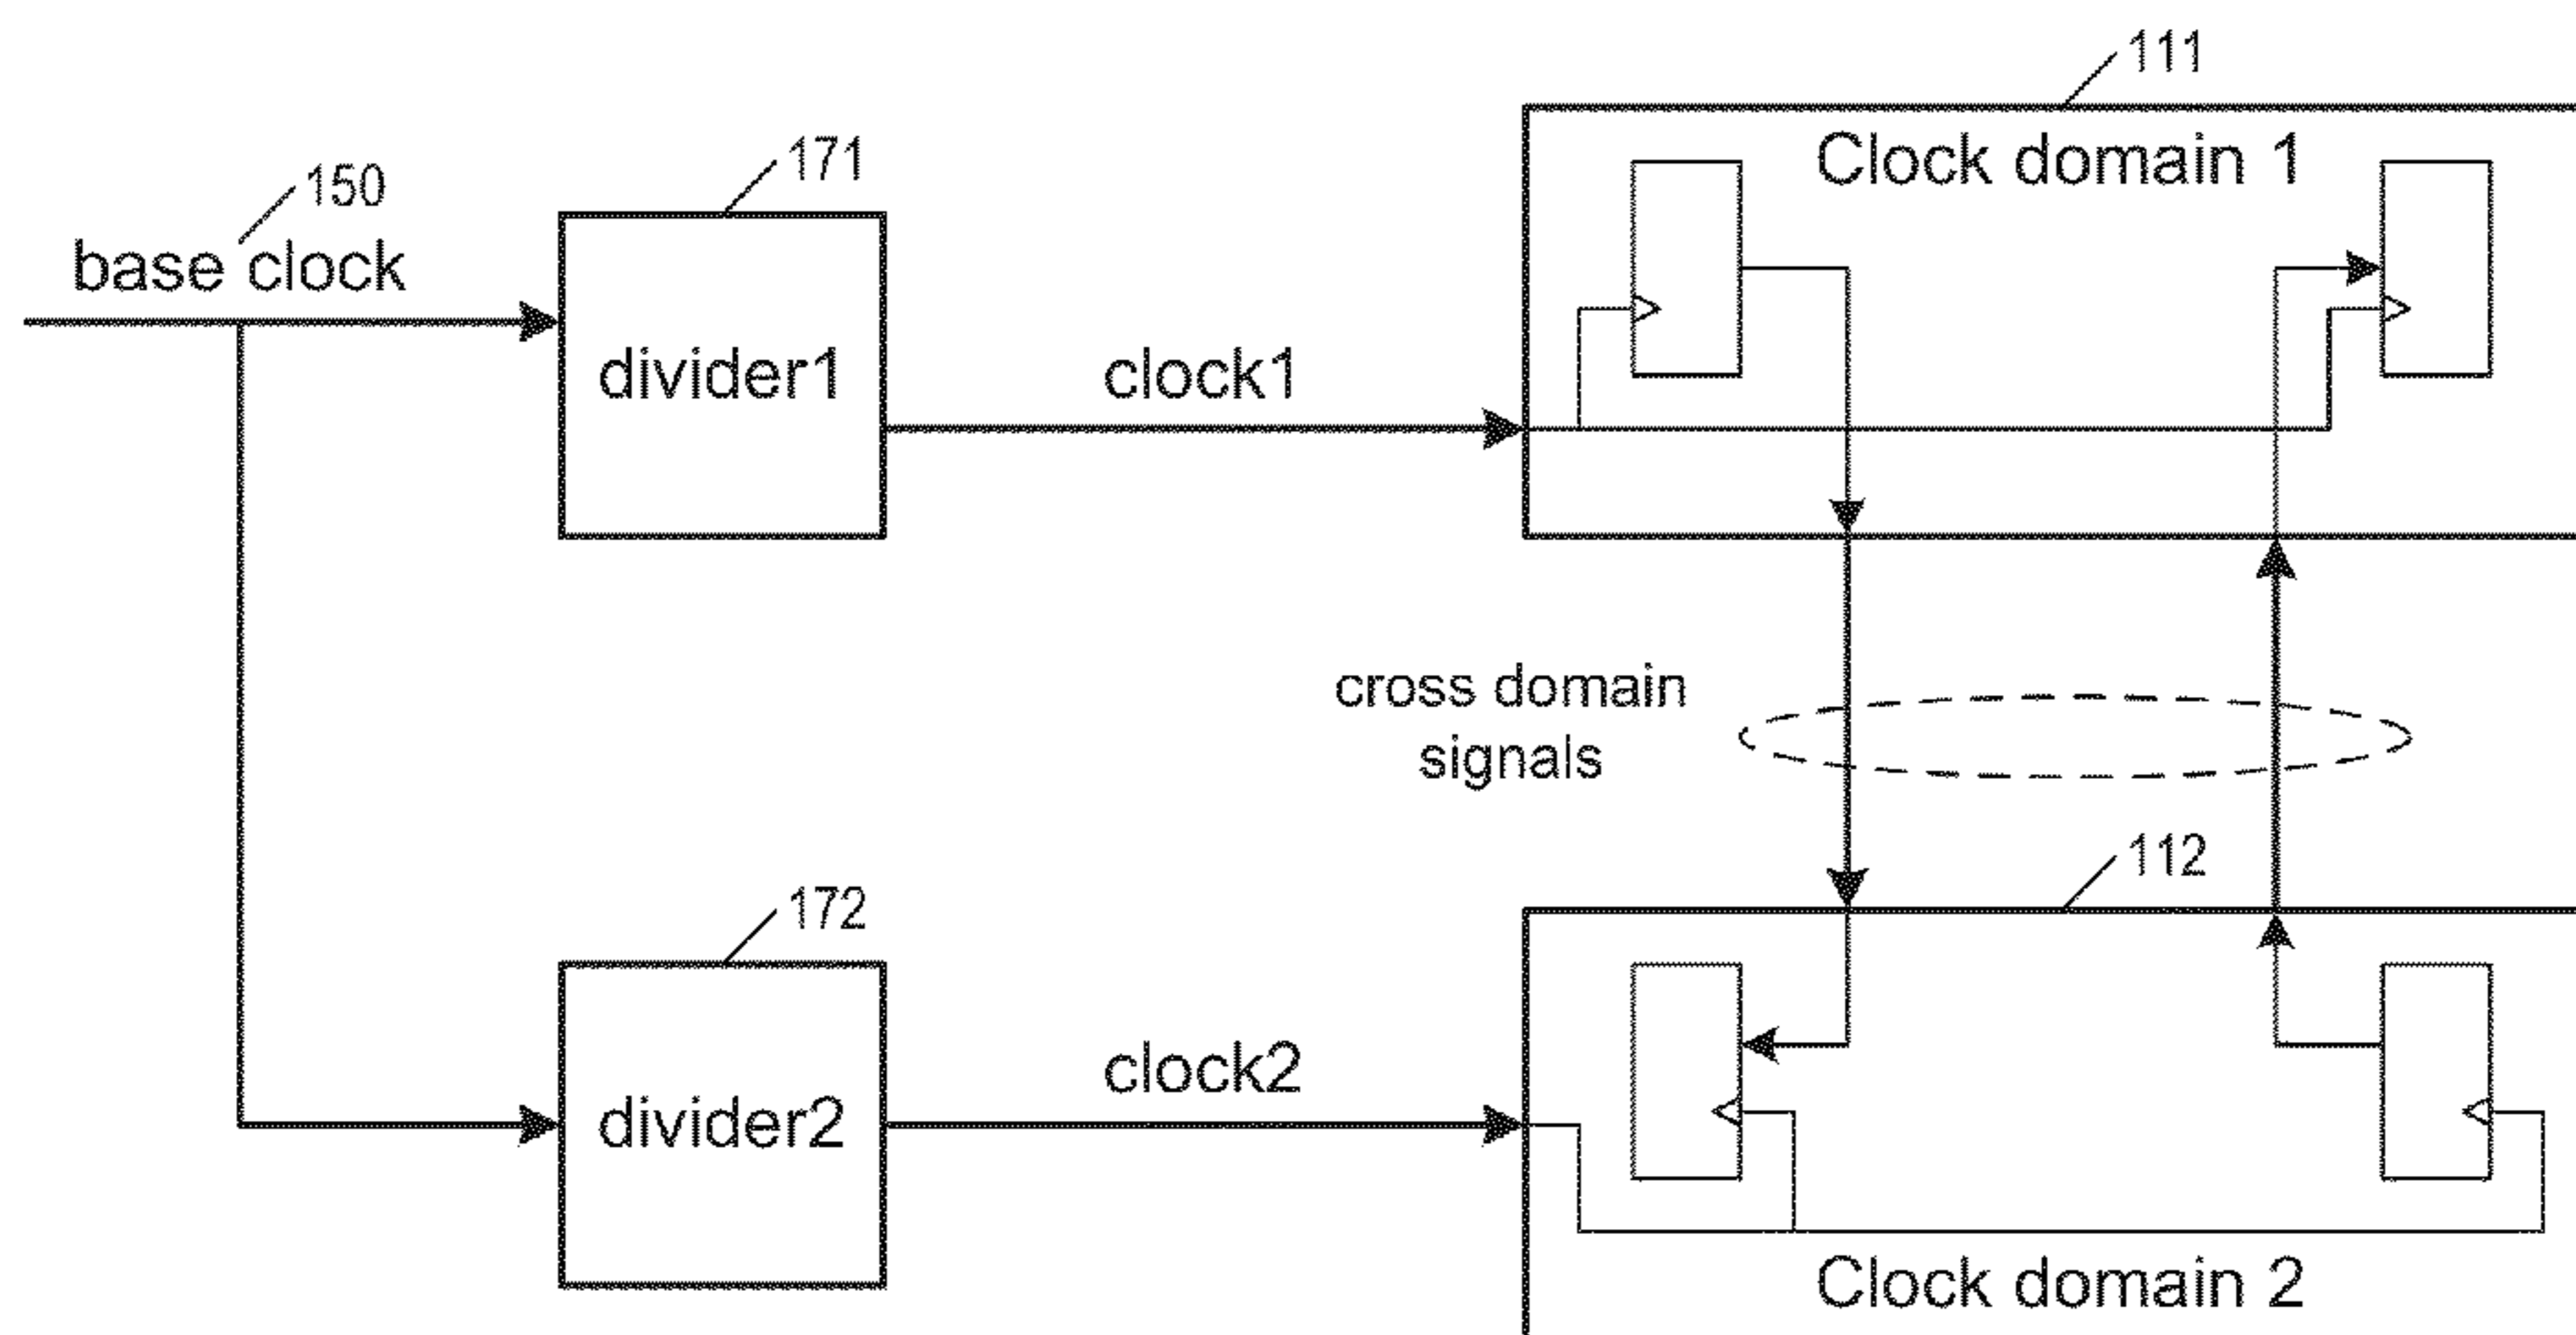 111
Clock domain 1
171
150
base clock
divider1
clock1
cross domain
signals
112
172
clock2
divider2
Clock domain 2